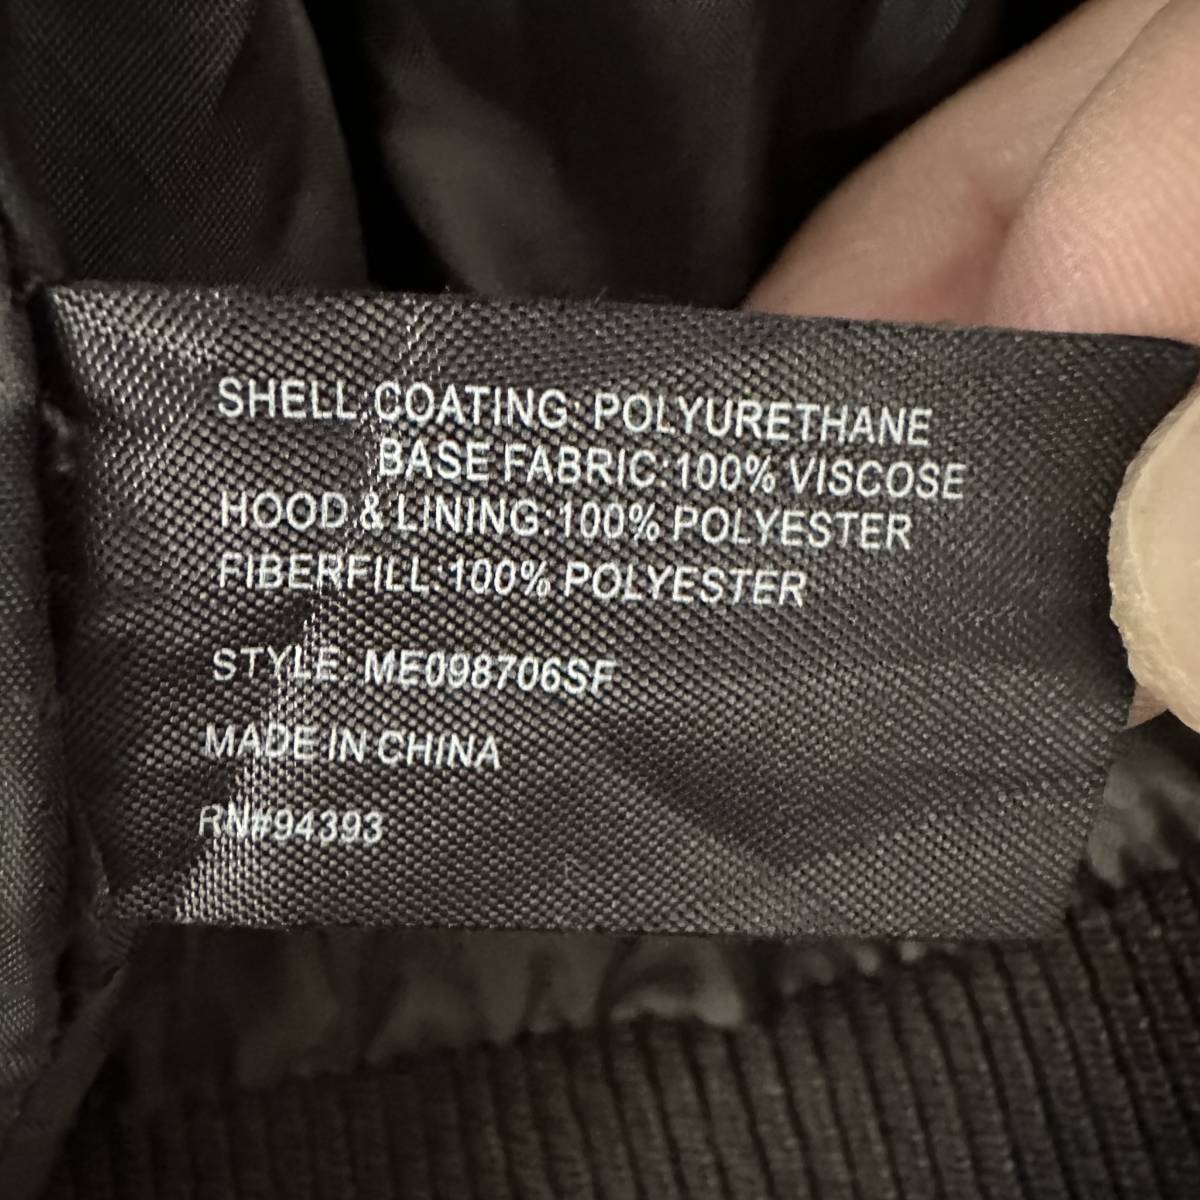 SHELL:COATING: POLYURETHANE
BASE FABRIC:100% VISCOSE
HOOD & LINING:100% POLYESTER
FIBERFILL:100% POLYESTER
STYLE: ME098706SF
MADE IN CHINA
RN#94393